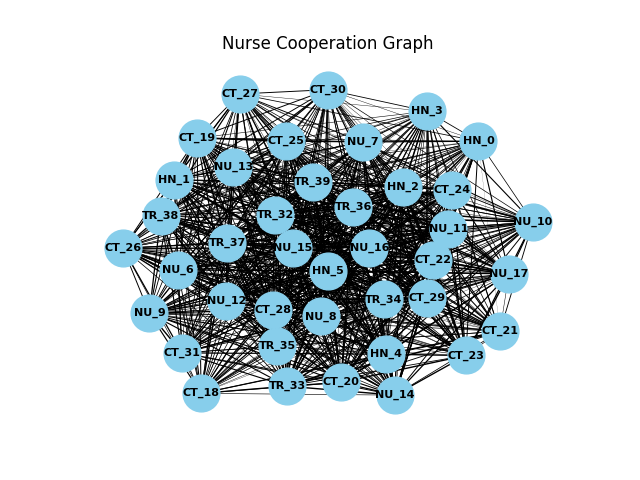 Nurse Cooperation Graph
CT_30
CT_27
HN_3
CT_19
CT_25
NU_7
HN_0
NU_13
HN_1
TR_39
HN_2
CT_24
TR_38
TR_32
TR_36
NU_10
NU_11
CT_26
TR_37
NU_15
NU_16
CT_22
NU_6
HN_5
NU_17
NU_12
TR_34
CT_29
NU_9
CT_28
NU_8
CT_21
CT_31
TR_35
HN_4
CT_23
CT_18
TR_33
CT_20
NU_14